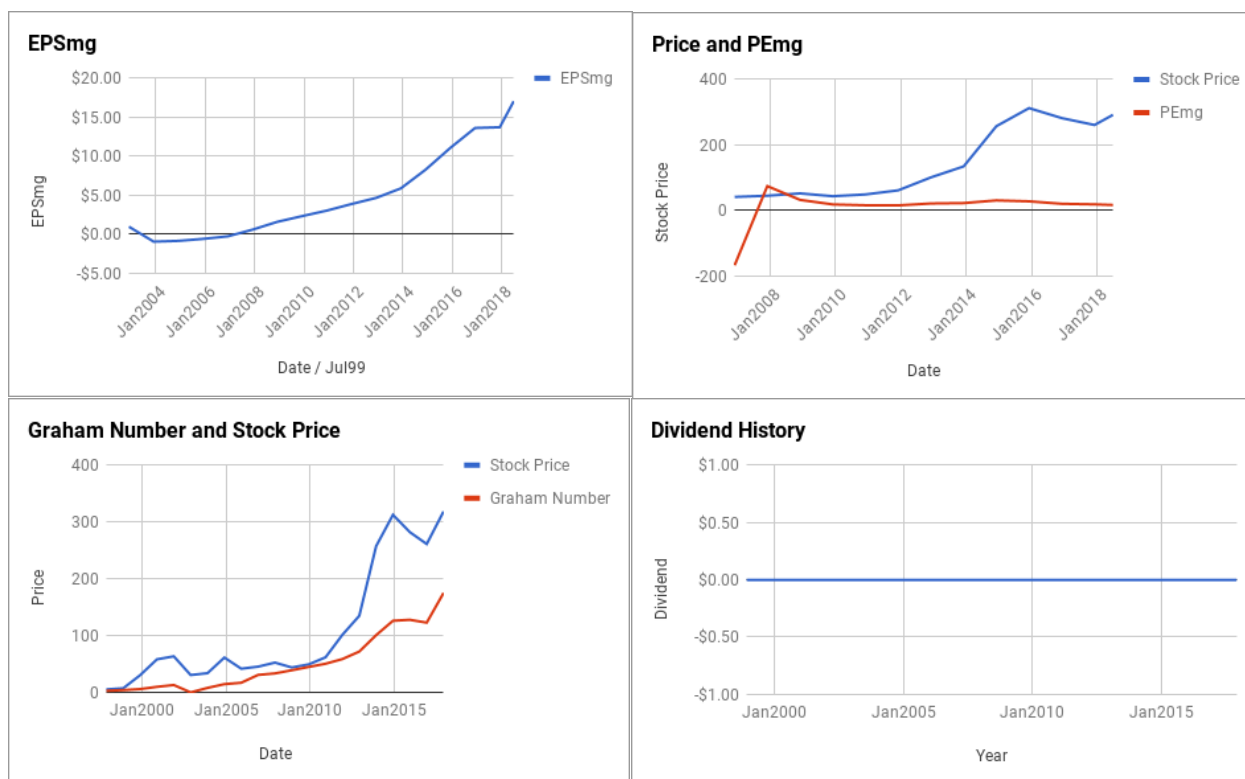 EPSmg
$20.00
$15.00
$10.00
$5.00
$0.00
-$5.00
EPSmg
Jan2004
Jan2006
Jan2008
Jan2010
Jan2012
Jan2014
Jan2016
Jan2018
Date / Jul99
EPSmg
Price and PEmg
400
200
0
-200
Stock Price
Jan2008
Jan2010
Jan2012
Jan2014
Jan2016
Jan2018
Date
Stock Price
PEmg
Graham Number and Stock Price
400
300
200
100
0
Price
Jan2000
Jan2005
Jan2010
Jan2015
Date
Stock Price
Graham Number
Dividend History
$1.00
$0.50
$0.00
-$0.50
-$1.00
Dividend
Jan2000
Jan2005
Jan2010
Jan2015
Year